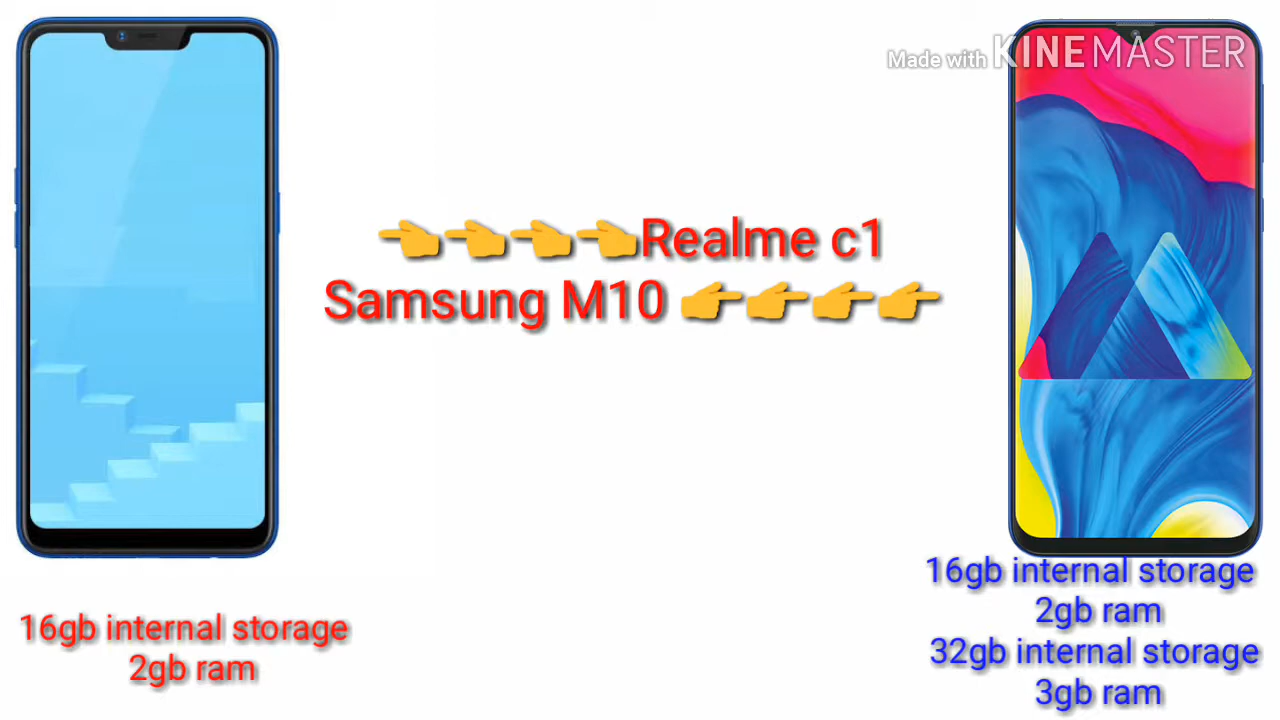 Made with KINEMASTER
👈👈👈👈Realme c1
Samsung M10 👉👉👉👉
16gb internal storage
2gb ram
16gb internal storage
2gb ram
32gb internal storage
3gb ram